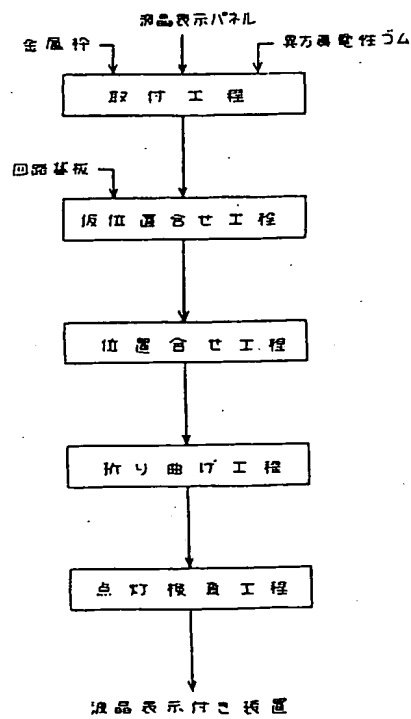 液晶表示パネル
金属枠
異方導電性ゴム
取付工程
回路基板
仮位置合せ工程
位置合せ工程
折り曲げ工程
点灯検査工程
液晶表示付き装置